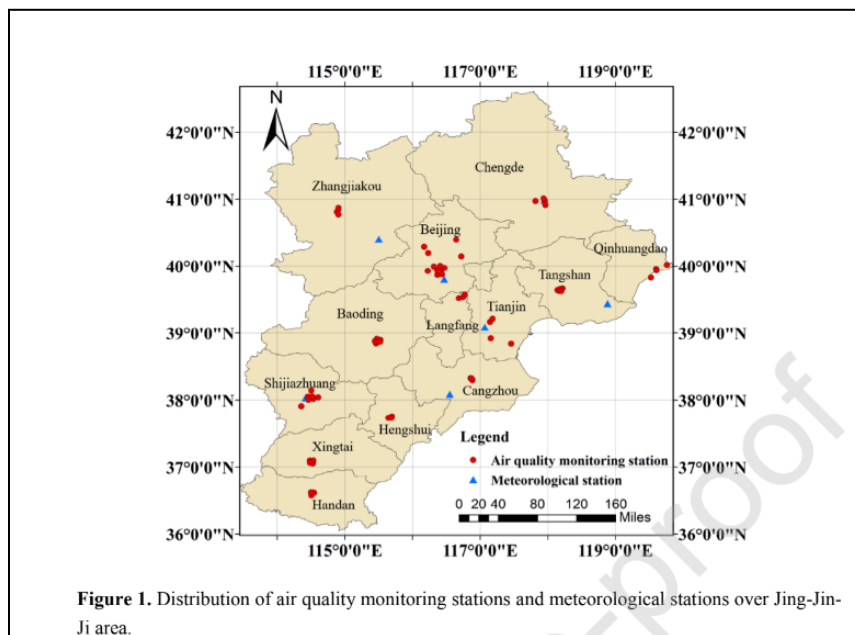 115°0'0"E 117°0'0"E 119°0'0"E
N
42°0'0"N 42°0'0"N
Chengde
Zhangjiakou
41°0'0"N 41°0'0"N
Beijing
Qinhuangdao
40°0'0"N 40°0'0"N
Tangshan
Tianjin
Baoding
Langfang
39°0'0"N 39°0'0"N
Shijiazhuang
Cangzhou
38°0'0"N 38°0'0"N
Hengshui
Legend
Xingtai
Air quality monitoring station
37°0'0"N 37°0'0"N
Meteorological station
Handan
0 20 40 80 120 160
Miles
36°0'0"N 36°0'0"N
115°0'0"E 117°0'0"E 119°0'0"E
-proof
Figure 1. Distribution of air quality monitoring stations and meteorological stations over Jing-Jin-
Ji area.